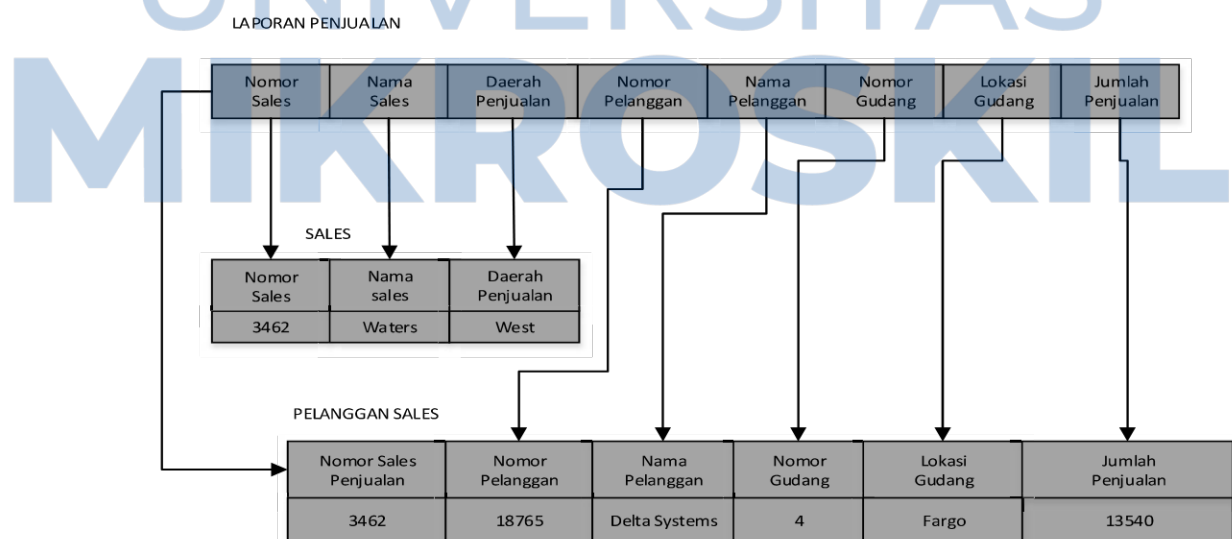 UNIVERSITAS
MIKROSKIL
LAPORAN PENJUALAN
Nomor Sales
Nama Sales
Daerah Penjualan
Nomor Pelanggan
Nama Pelanggan
Nomor Gudang
Lokasi Gudang
Jumlah Penjualan
SALES
Nomor Sales
Nama sales
Daerah Penjualan
3462
Waters
West
PELANGGAN SALES
Nomor Sales Penjualan
Nomor Pelanggan
Nama Pelanggan
Nomor Gudang
Lokasi Gudang
Jumlah Penjualan
3462
18765
Delta Systems
4
Fargo
13540